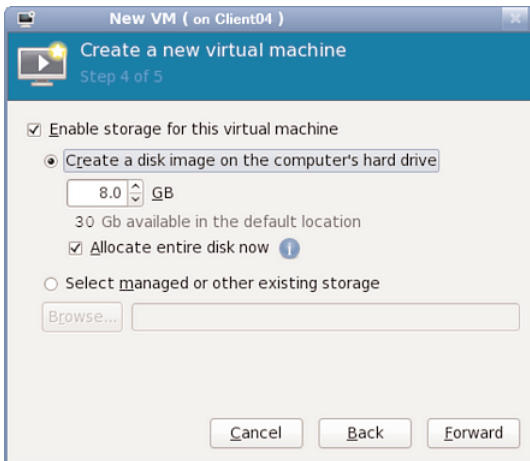 New VM ( on Client04 )
Create a new virtual machine
Step 4 of 5
Enable storage for this virtual machine
Create a disk image on the computer's hard drive
8.0 GB
30 Gb available in the default location
Allocate entire disk now
Select managed or other existing storage
Browse...
Cancel Back Forward